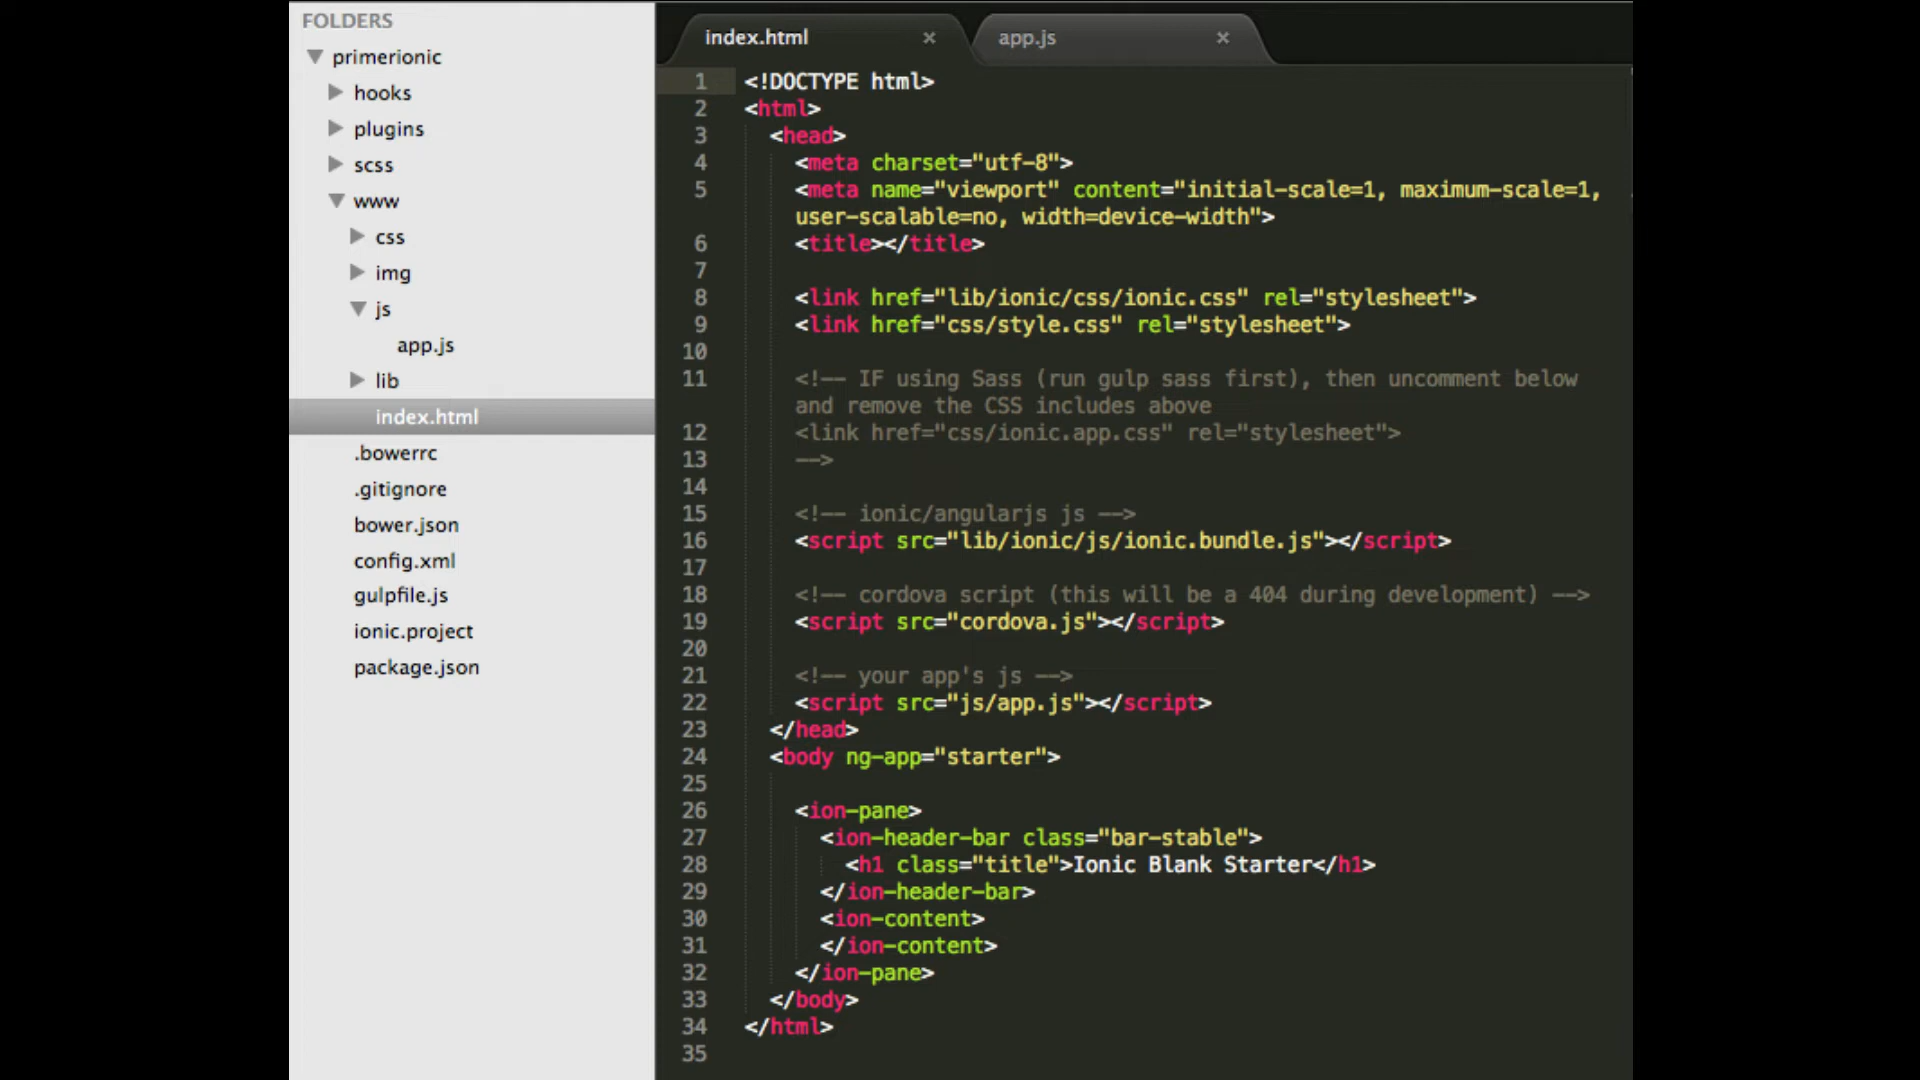 FOLDERS
primerionic
hooks
plugins
scss
www
css
img
js
app.js
lib
index.html
.bowerrc
.gitignore
bower.json
config.xml
gulpfile.js
ionic.project
package.json
index.html ×
app.js ×
1 <!DOCTYPE html>
2 <html>
3 <head>
4 <meta charset="utf-8">
5 <meta name="viewport" content="initial-scale=1, maximum-scale=1,
user-scalable=no, width=device-width">
6 <title></title>
7
8 <link href="lib/ionic/css/ionic.css" rel="stylesheet">
9 <link href="css/style.css" rel="stylesheet">
10
11 <!-- IF using Sass (run gulp sass first), then uncomment below
and remove the CSS includes above
12 <link href="css/ionic.app.css" rel="stylesheet">
13 -->
14
15 <!-- ionic/angularjs js -->
16 <script src="lib/ionic/js/ionic.bundle.js"></script>
17
18 <!-- cordova script (this will be a 404 during development) -->
19 <script src="cordova.js"></script>
20
21 <!-- your app's js -->
22 <script src="js/app.js"></script>
23 </head>
24 <body ng-app="starter">
25
26 <ion-pane>
27 <ion-header-bar class="bar-stable">
28 <h1 class="title">Ionic Blank Starter</h1>
29 </ion-header-bar>
30 <ion-content>
31 </ion-content>
32 </ion-pane>
33 </body>
34 </html>
35